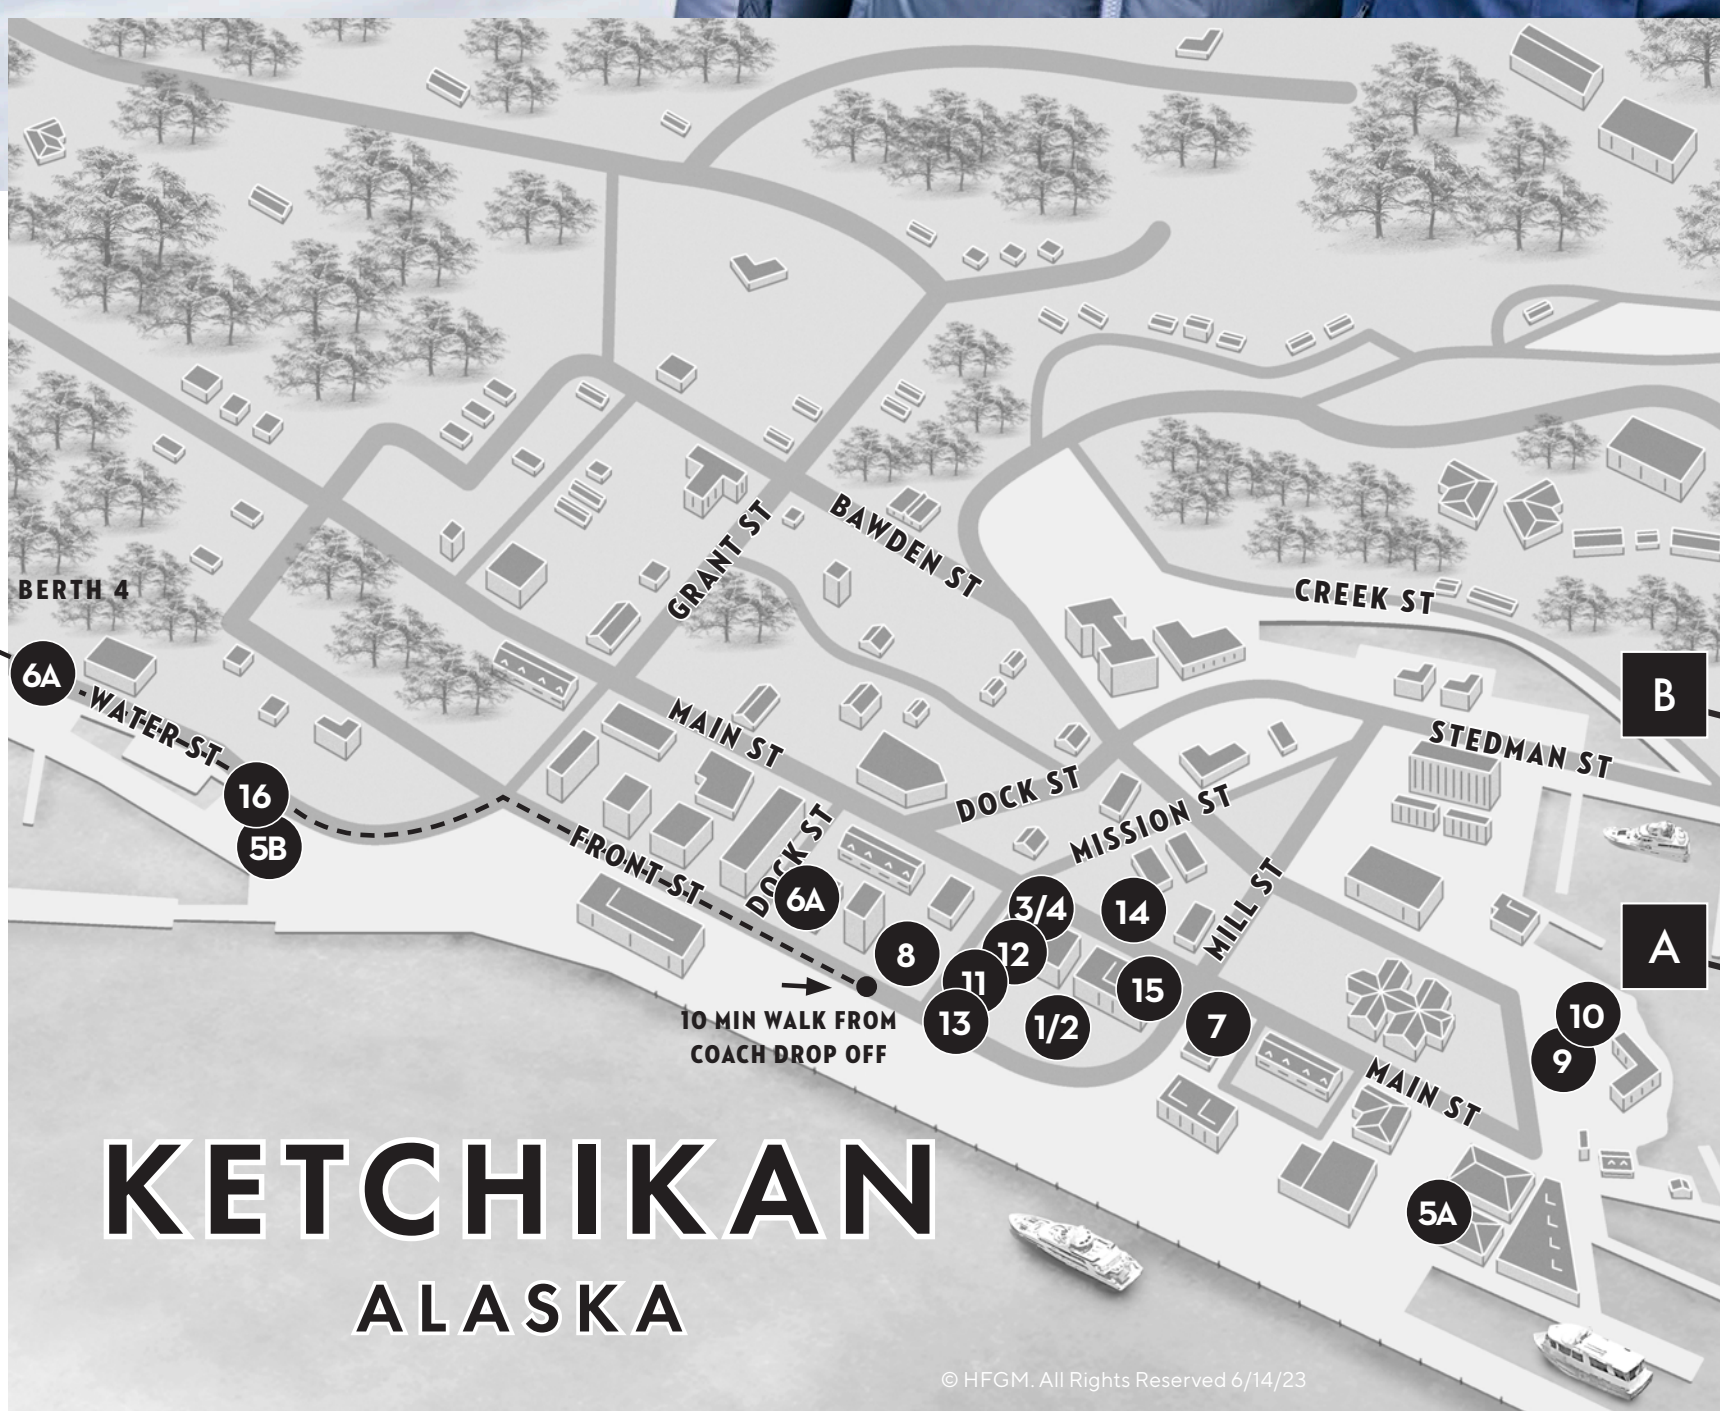 BAWDEN ST
GRANT ST
CREEK ST
BERTH 4
6A
WATER ST
B
MAIN ST
STEDMAN ST
DOCK ST
MISSION ST
16
5B
FRONT ST
DOCK ST
6A
3/4
14
MILL ST
A
8
12
11
15
13
1/2
7
10
9
10 MIN WALK FROM
COACH DROP OFF
MAIN ST
5A
KETCHIKAN
ALASKA
© HFGM. All Rights Reserved 6/14/23